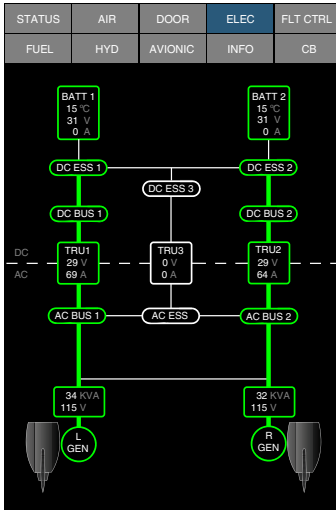 STATUS AIR DOOR ELEC FLT CTRL
FUEL HYD AVIONIC INFO CB
BATT 1 BATT 2
15 °C 15 °C
31 V 31 V
0 A 0 A
DC ESS 1 DC ESS 2
DC ESS 3
DC BUS 1 DC BUS 2
TRU1 TRU3 TRU2
DC 29 V 0 V 29 V
AC 69 A 0 A 64 A
AC BUS 1 AC ESS AC BUS 2
34 KVA 32 KVA
115 V 115 V
L R
GEN GEN